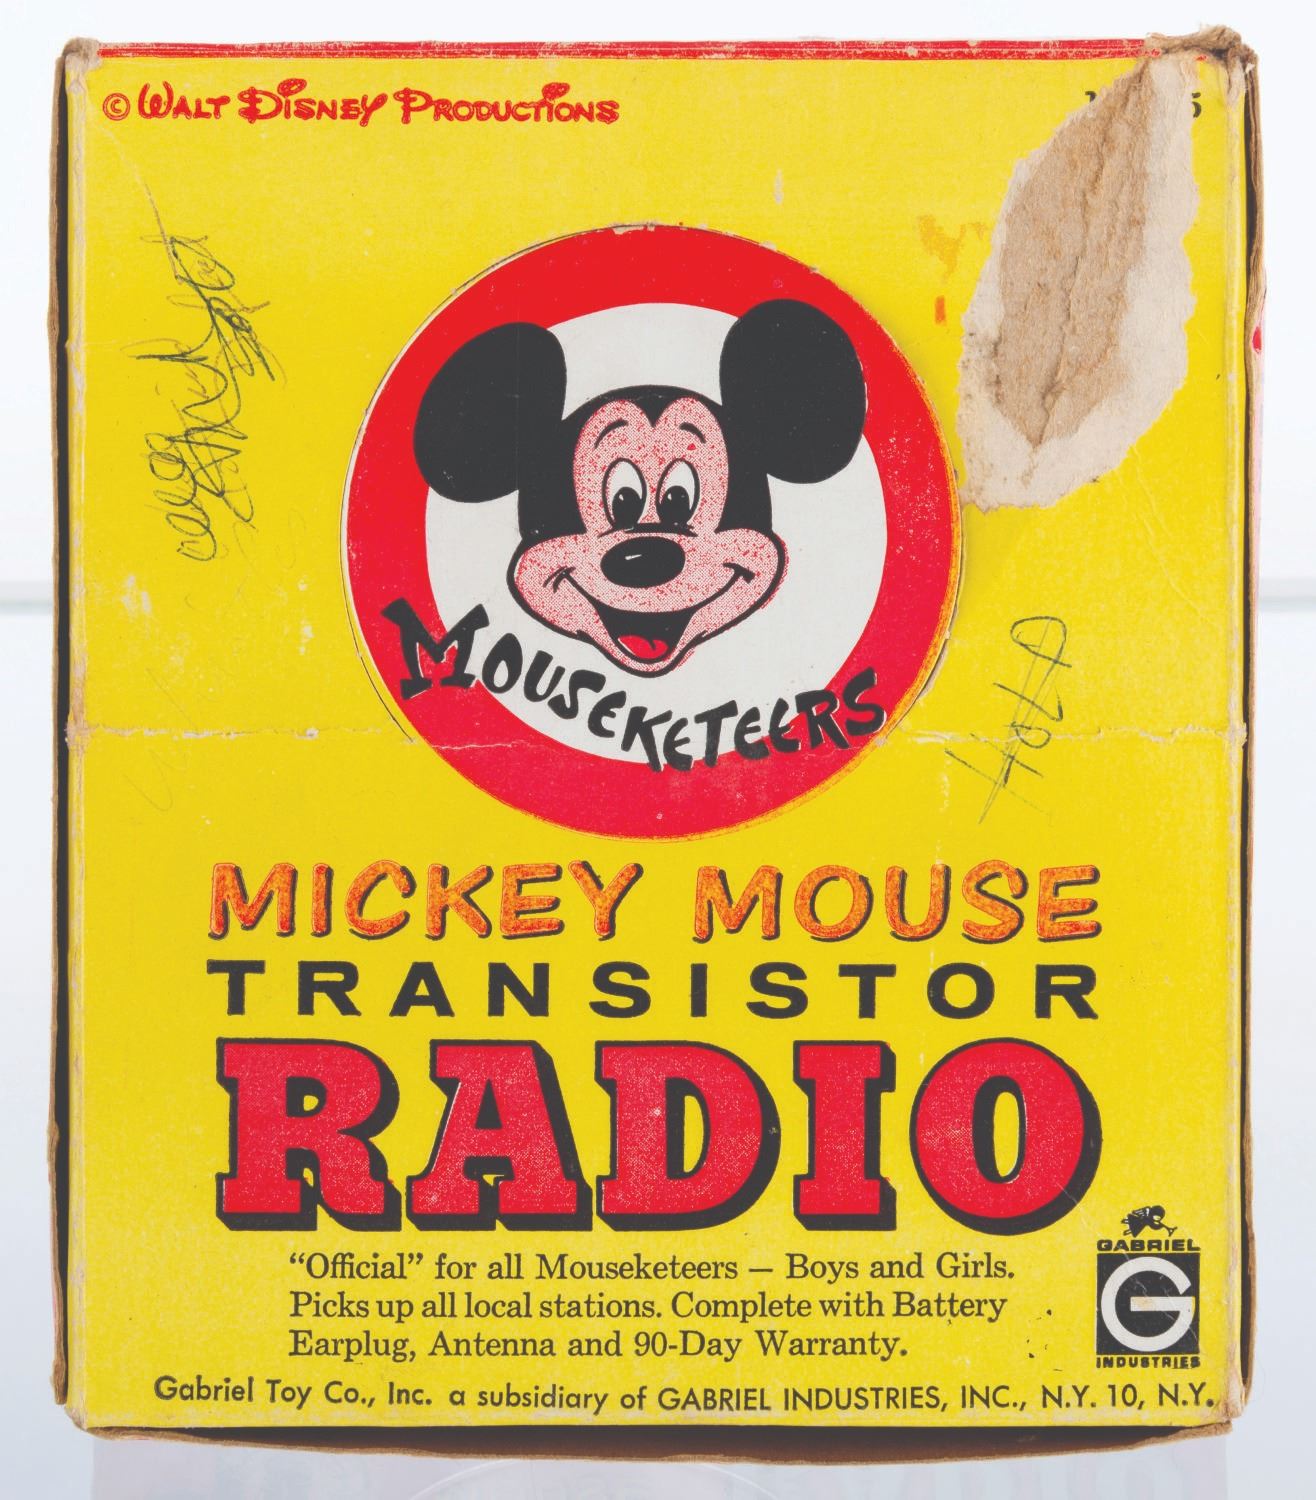 © WALT DISNEY PRODUCTIONS
MOUSEKETEERS
MICKEY MOUSE
TRANSISTOR
RADIO
“Official” for all Mouseketeers — Boys and Girls.
Picks up all local stations. Complete with Battery
Earplug, Antenna and 90-Day Warranty.
GABRIEL
G
INDUSTRIES
Gabriel Toy Co., Inc. a subsidiary of GABRIEL INDUSTRIES, INC., N.Y. 10, N.Y.